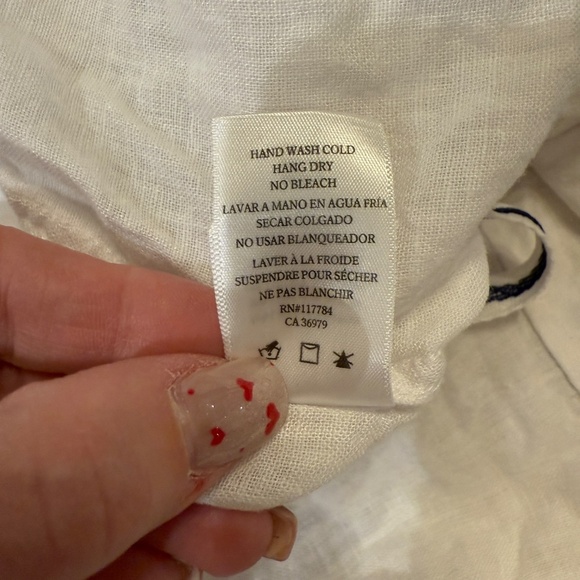 HAND WASH COLD
HANG DRY
NO BLEACH
LAVAR A MANO EN AGUA FRÍA
SECAR COLGADO
NO USAR BLANQUEADOR
LAVER À LA FROIDE
SUSPENDRE POUR SÉCHER
NE PAS BLANCHIR
RN#117784
CA 36979